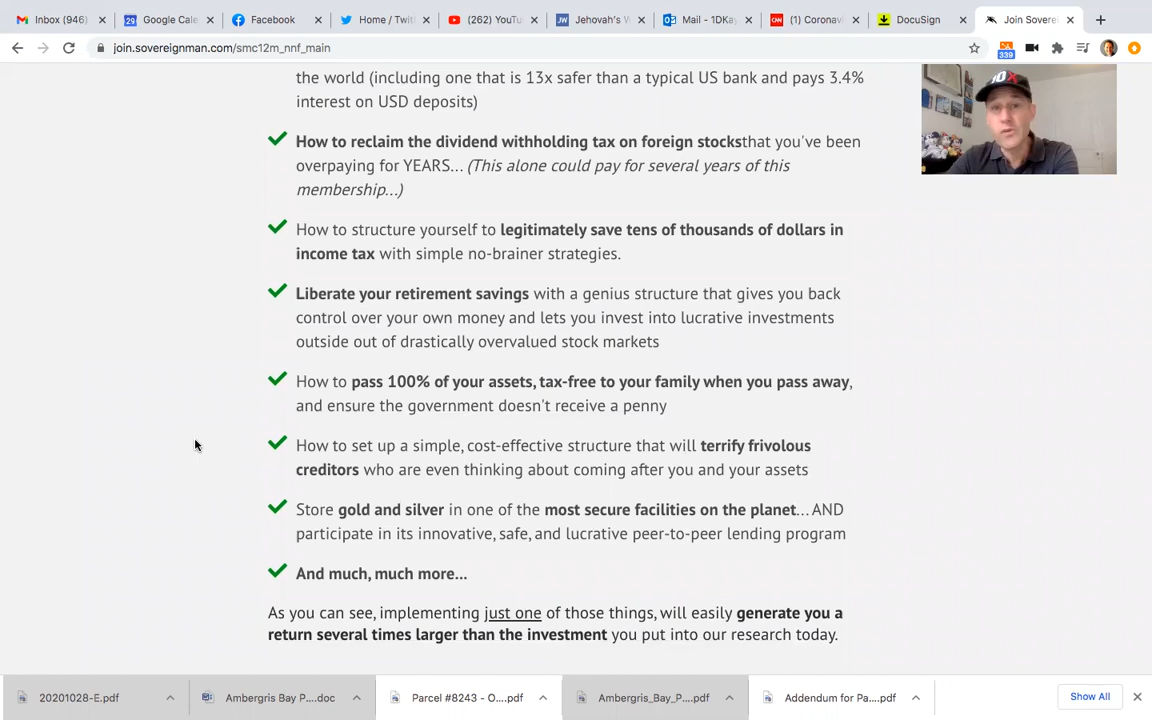 Inbox (946)
Google Cale
Facebook
Home / Twit
(262) YouTu
Jehovah's W
Mail - 1DKay
(1) Coronav
DocuSign
Join Sovere
join.sovereignman.com/smc12m_nnf_main
339
10X
the world (including one that is 13x safer than a typical US bank and pays 3.4%
interest on USD deposits)
How to reclaim the dividend withholding tax on foreign stocksthat you've been
overpaying for YEARS... (This alone could pay for several years of this
membership...)
How to structure yourself to legitimately save tens of thousands of dollars in
income tax with simple no-brainer strategies.
Liberate your retirement savings with a genius structure that gives you back
control over your own money and lets you invest into lucrative investments
outside out of drastically overvalued stock markets
How to pass 100% of your assets, tax-free to your family when you pass away,
and ensure the government doesn't receive a penny
How to set up a simple, cost-effective structure that will terrify frivolous
creditors who are even thinking about coming after you and your assets
Store gold and silver in one of the most secure facilities on the planet... AND
participate in its innovative, safe, and lucrative peer-to-peer lending program
And much, much more...
As you can see, implementing just one of those things, will easily generate you a
return several times larger than the investment you put into our research today.
20201028-E.pdf
Ambergris Bay P....doc
Parcel #8243 - O....pdf
Ambergris_Bay_P....pdf
Addendum for Pa....pdf
Show All